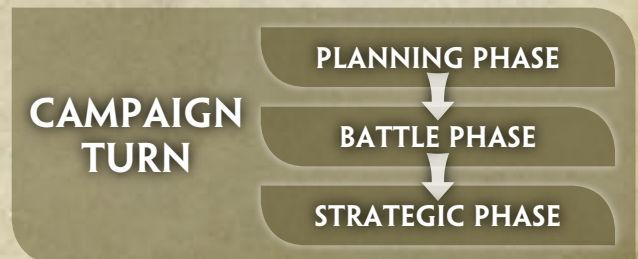 CAMPAIGN
TURN
PLANNING PHASE
BATTLE PHASE
STRATEGIC PHASE